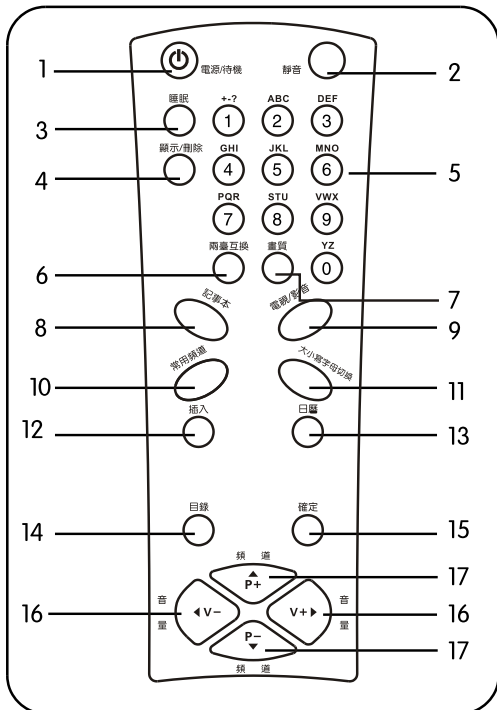 1 電源/待機 靜音 2
睡眠 +-? ABC DEF
3 1 2 3
顯示/刪除 GHI JKL MNO
4 4 5 6 5
PQR STU VWX
7 8 9
兩臺互換 畫質 YZ
6 0 7
記事本 電視/影音
8 9
常用頻道 大小寫字母切換
10 11
插入 日曆
12 13
目錄 確定
14 15
頻 道
P+ 17
音 音
16 V- V+ 16
量 量
P- 17
頻 道